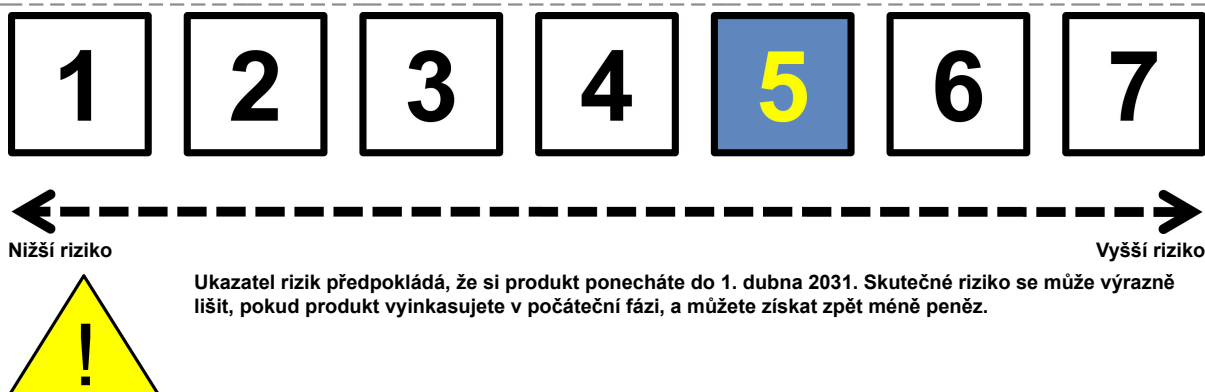 1 2 3 4 5 6 7
Nižší riziko Vyšší riziko
Ukazatel rizik předpokládá, že si produkt ponecháte do 1. dubna 2031. Skutečné riziko se může výrazně
lišit, pokud produkt vyinkasujete v počáteční fázi, a můžete získat zpět méně peněz.
!